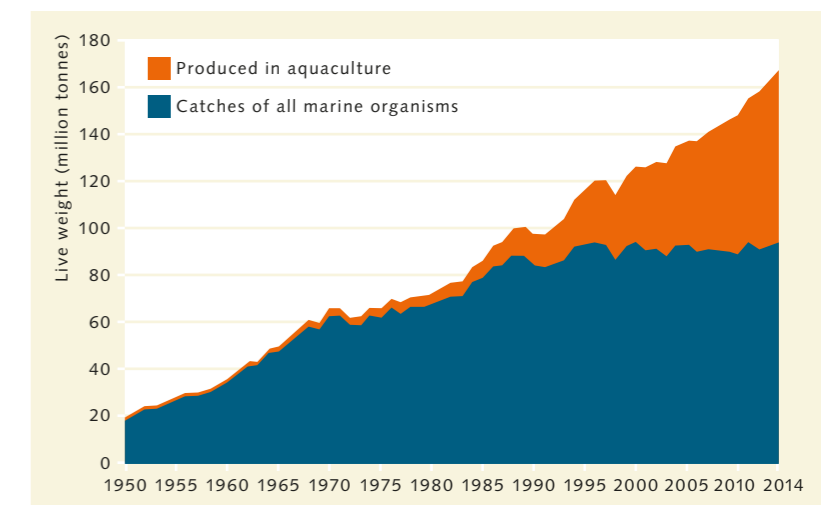 Live weight (million tonnes)
180
160
140
120
100
80
60
40
20
0
Produced in aquaculture
Catches of all marine organisms
1950 1955 1960 1965 1970 1975 1980 1985 1990 1995 2000 2005 2010 2014